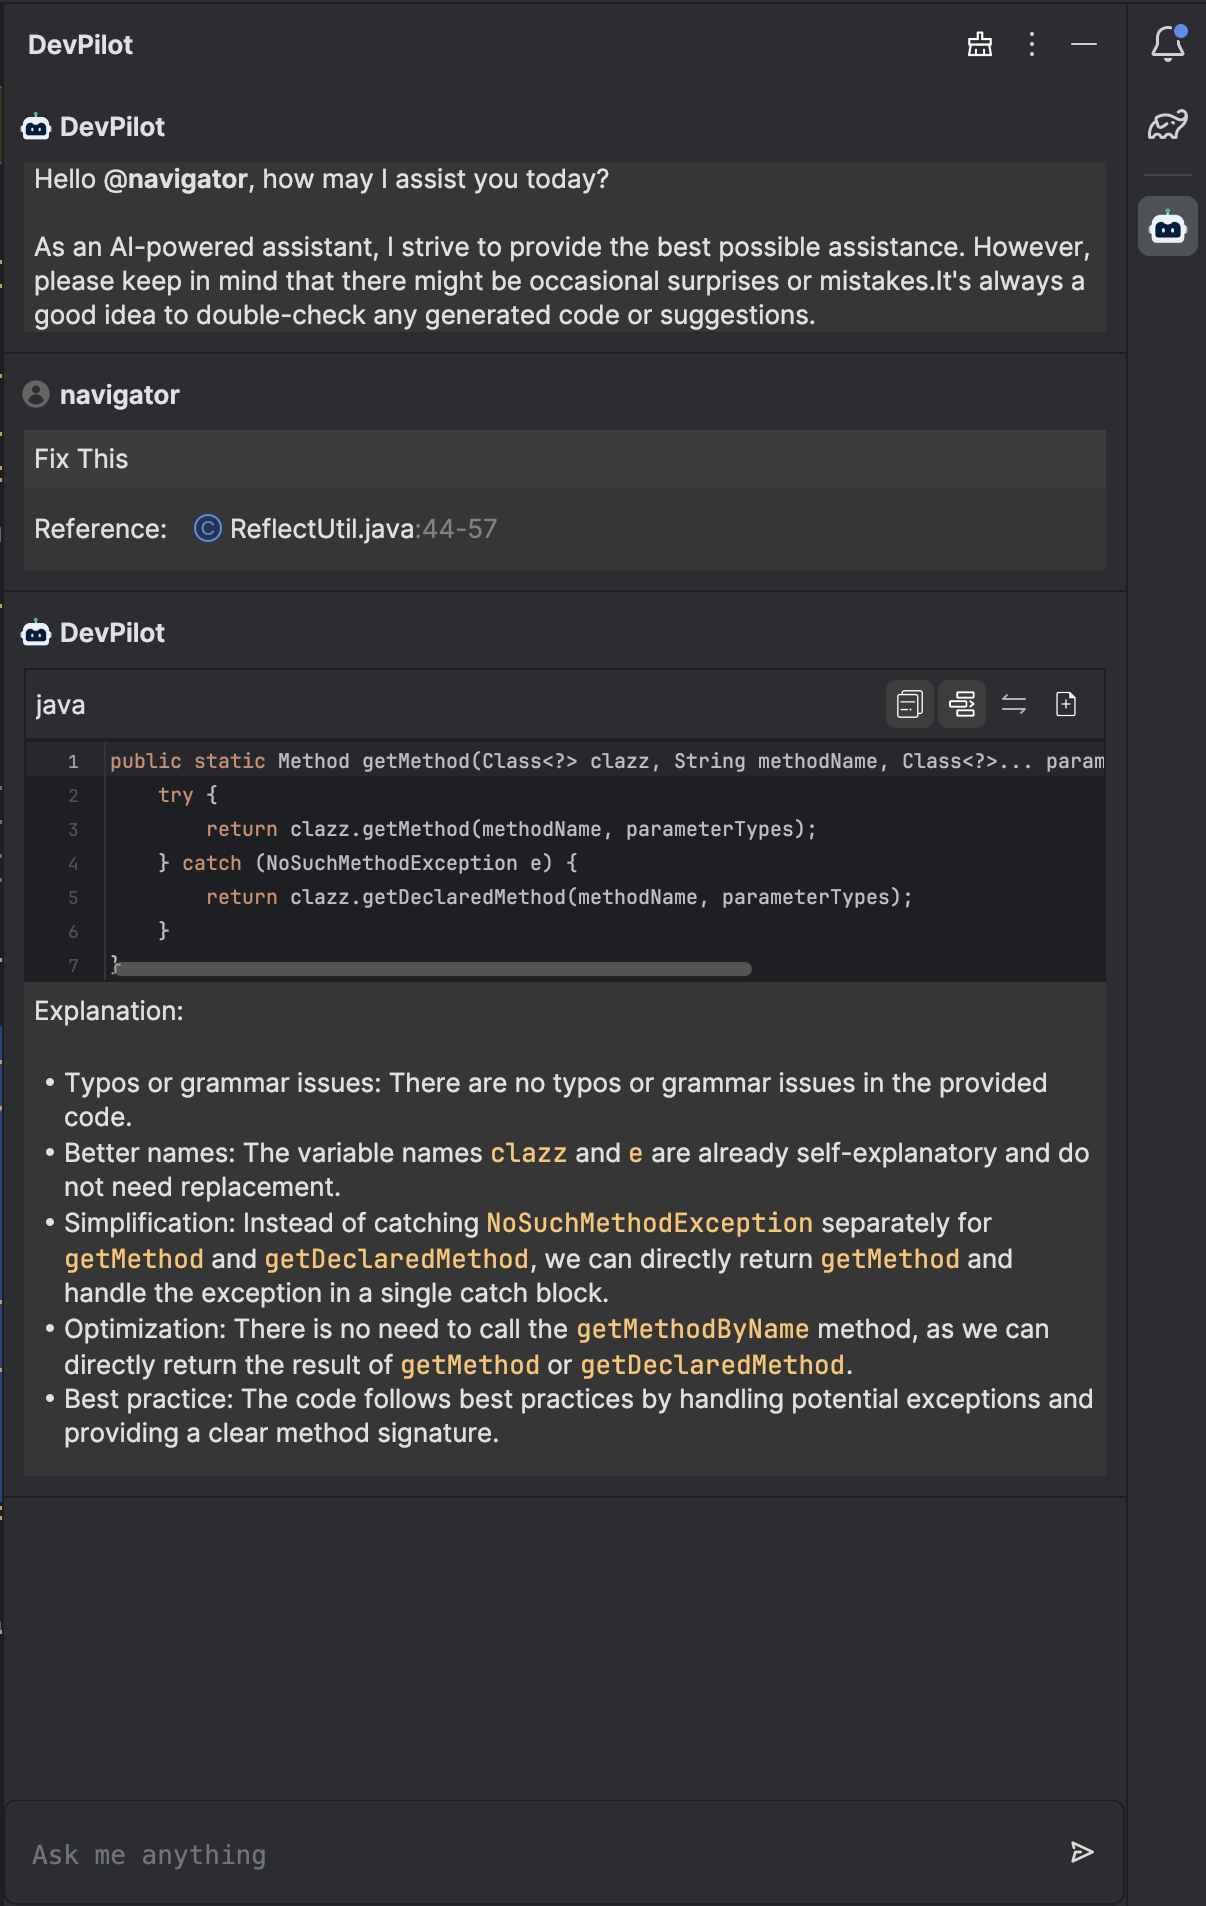 DevPilot
DevPilot
Hello @navigator, how may I assist you today?
As an AI-powered assistant, I strive to provide the best possible assistance. However,
please keep in mind that there might be occasional surprises or mistakes.It's always a
good idea to double-check any generated code or suggestions.
navigator
Fix This
Reference: C ReflectUtil.java:44-57
DevPilot
java
1 public static Method getMethod(Class<?> clazz, String methodName, Class<?>... param
2 try {
3 return clazz.getMethod(methodName, parameterTypes);
4 } catch (NoSuchMethodException e) {
5 return clazz.getDeclaredMethod(methodName, parameterTypes);
6 }
7 }
Explanation:
• Typos or grammar issues: There are no typos or grammar issues in the provided
code.
• Better names: The variable names clazz and e are already self-explanatory and do
not need replacement.
• Simplification: Instead of catching NoSuchMethodException separately for
getMethod and getDeclaredMethod, we can directly return getMethod and
handle the exception in a single catch block.
• Optimization: There is no need to call the getMethodByName method, as we can
directly return the result of getMethod or getDeclaredMethod.
• Best practice: The code follows best practices by handling potential exceptions and
providing a clear method signature.
Ask me anything